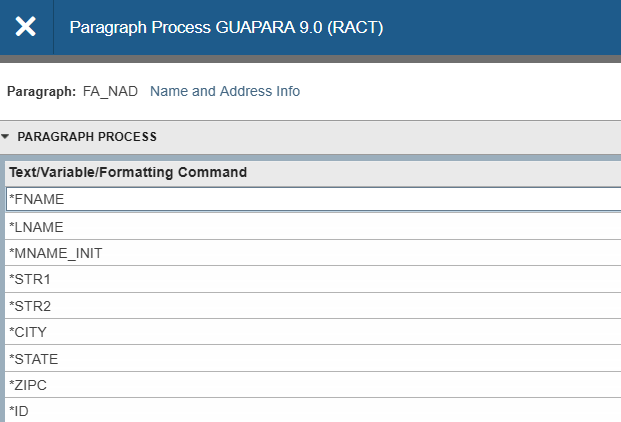 Paragraph Process GUAPARA 9.0 (RACT)
Paragraph: FA_NAD Name and Address Info
PARAGRAPH PROCESS
Text/Variable/Formatting Command
*FNAME
*LNAME
*MNAME_INIT
*STR1
*STR2
*CITY
*STATE
*ZIPC
*ID